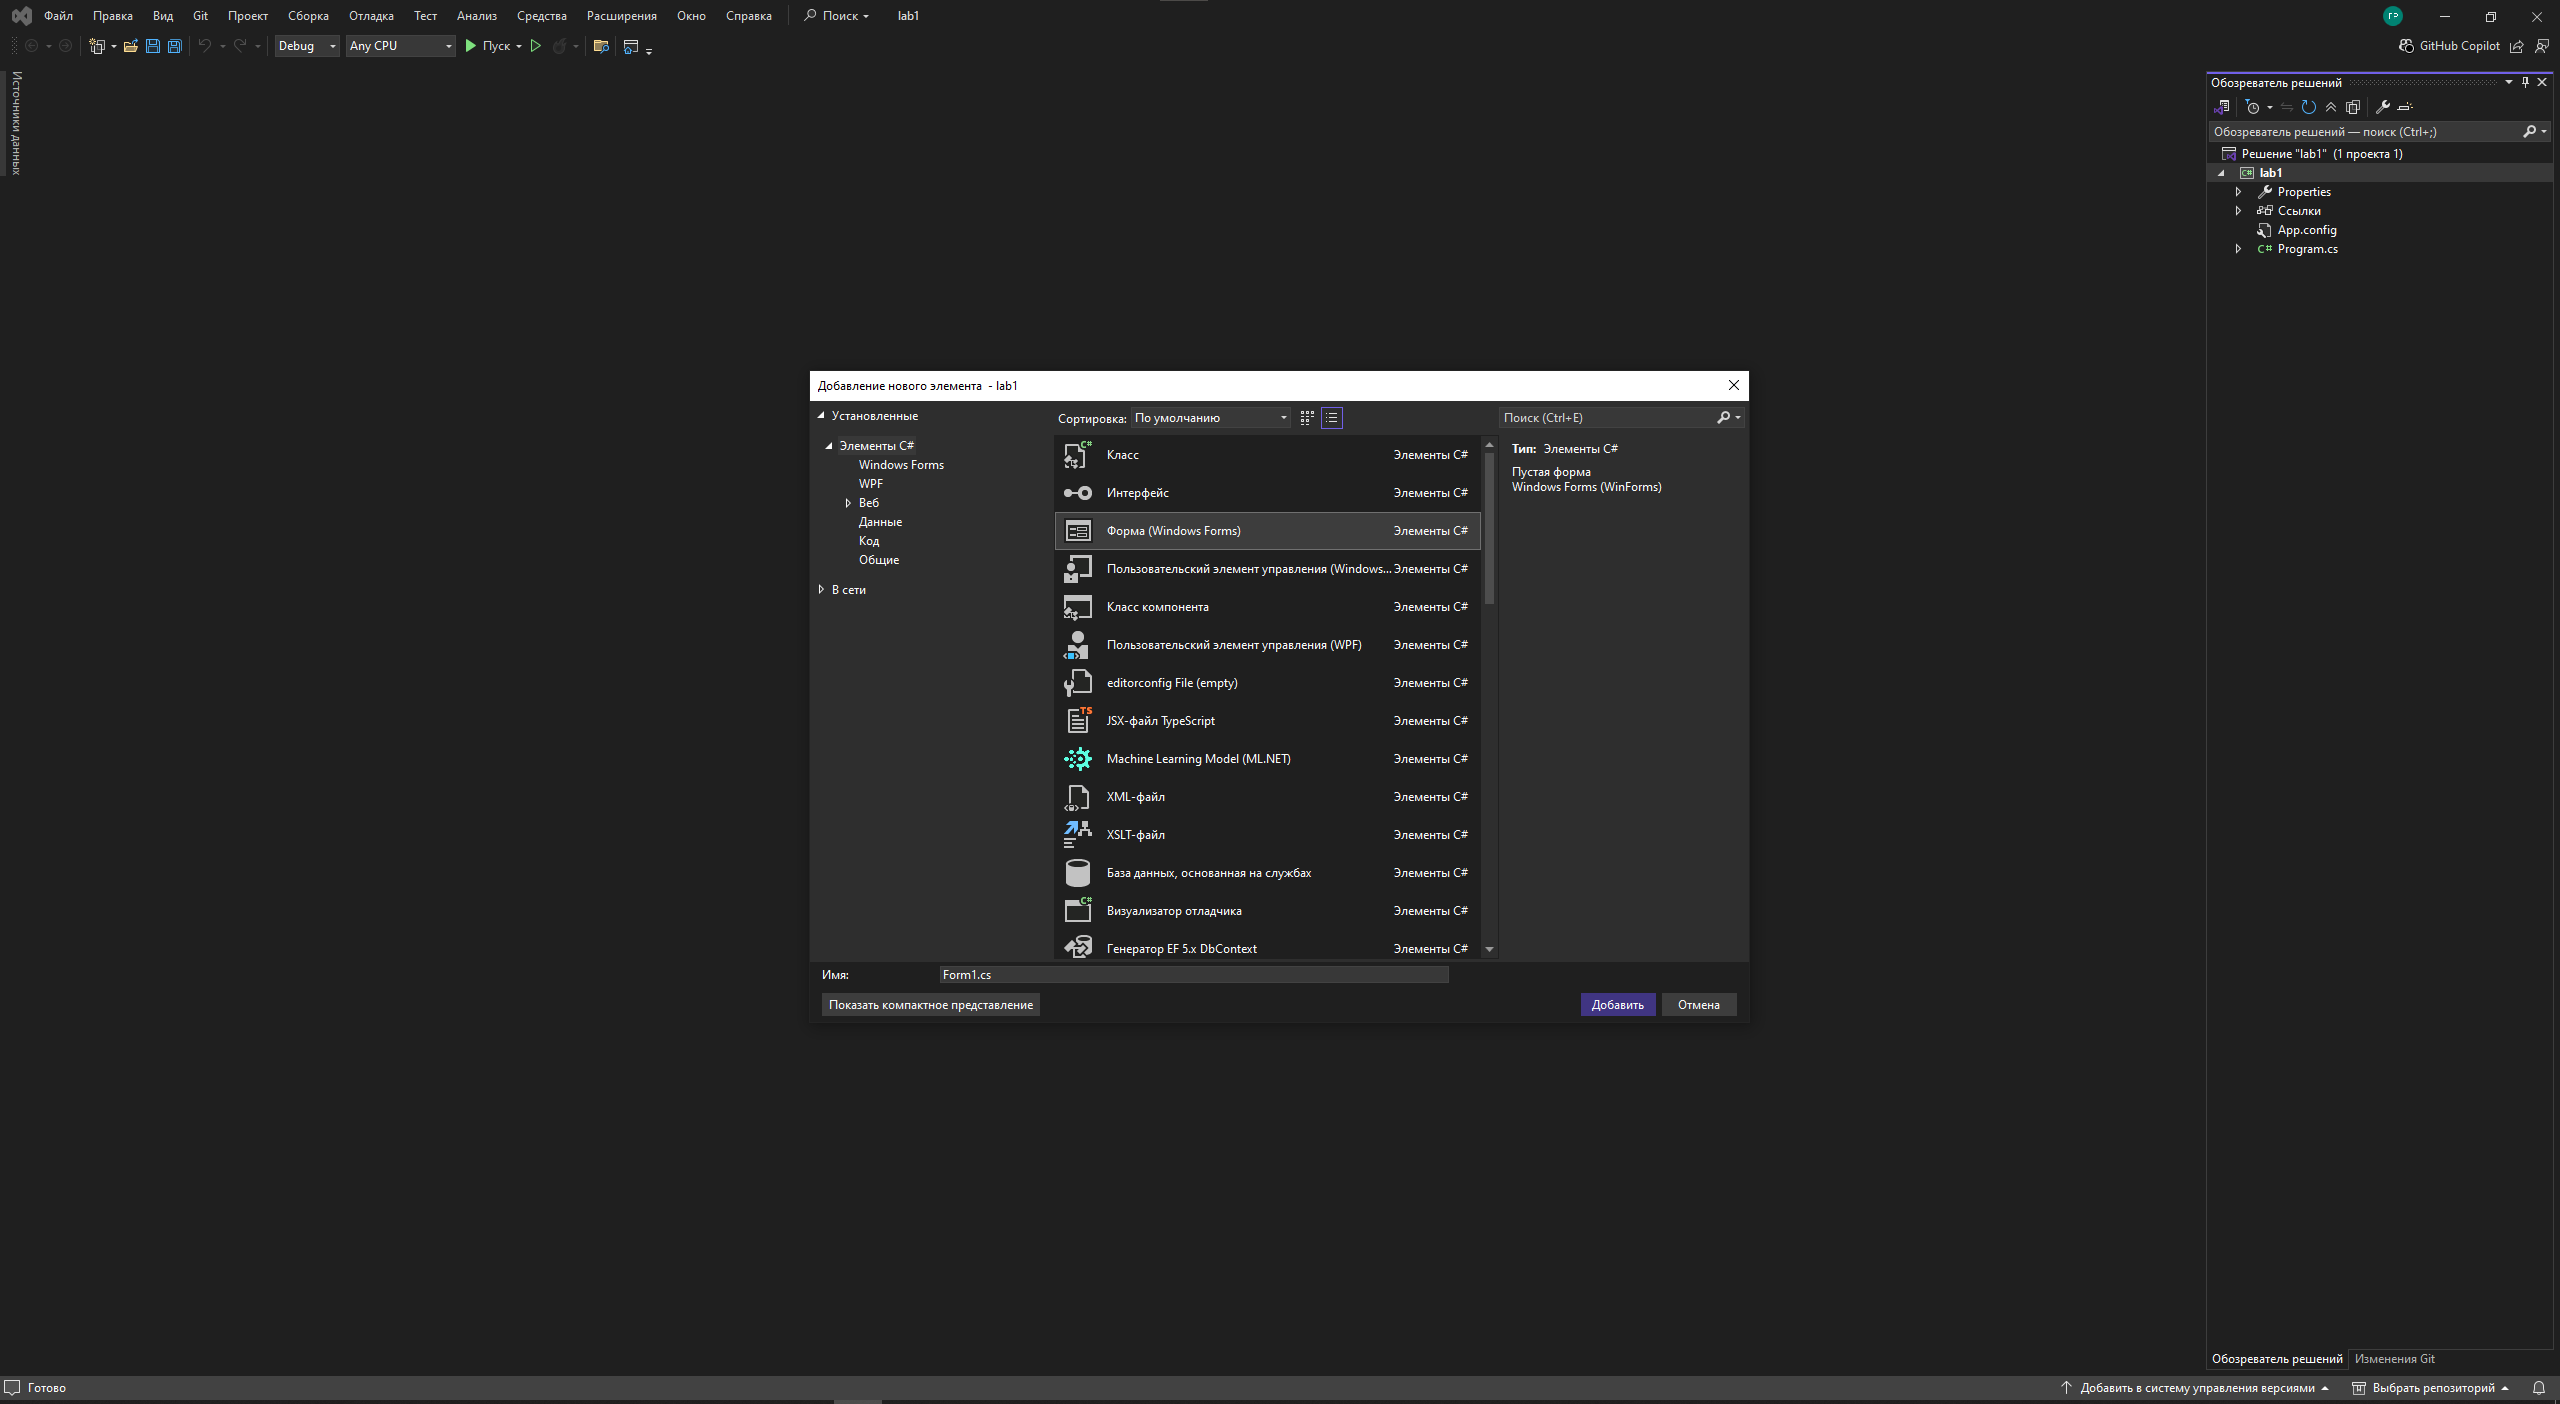 Файл Правка Вид Git Проект Сборка Отладка Тест Анализ Средства Расширения Окно Справка Поиск lab1
ГР
Debug Any CPU Пуск GitHub Copilot
Источники данных
Обозреватель решений
Обозреватель решений — поиск (Ctrl+;)
Решение "lab1" (1 проекта 1)
C# lab1
Properties
Ссылки
App.config
C# Program.cs
Добавление нового элемента - lab1
Установленные
Элементы C#
Windows Forms
WPF
Веб
Данные
Код
Общие
В сети
Сортировка: По умолчанию
Поиск (Ctrl+E)
Класс Элементы C#
Интерфейс Элементы C#
Форма (Windows Forms) Элементы C#
Пользовательский элемент управления (Windows... Элементы C#
Класс компонента Элементы C#
Пользовательский элемент управления (WPF) Элементы C#
editorconfig File (empty) Элементы C#
TS JSX-файл TypeScript Элементы C#
Machine Learning Model (ML.NET) Элементы C#
XML-файл Элементы C#
XSLT-файл Элементы C#
База данных, основанная на службах Элементы C#
Визуализатор отладчика Элементы C#
Генератор EF 5.x DbContext Элементы C#
Тип: Элементы C#
Пустая форма
Windows Forms (WinForms)
Имя: Form1.cs
Показать компактное представление Добавить Отмена
Обозреватель решений Изменения Git
Готово Добавить в систему управления версиями Выбрать репозиторий